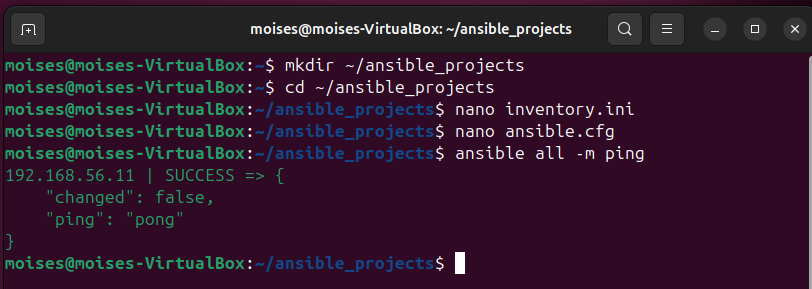 moises@moises-VirtualBox: ~/ansible_projects
moises@moises-VirtualBox:~$ mkdir ~/ansible_projects
moises@moises-VirtualBox:~$ cd ~/ansible_projects
moises@moises-VirtualBox:~/ansible_projects$ nano inventory.ini
moises@moises-VirtualBox:~/ansible_projects$ nano ansible.cfg
moises@moises-VirtualBox:~/ansible_projects$ ansible all -m ping
192.168.56.11 | SUCCESS => {
    "changed": false,
    "ping": "pong"
}
moises@moises-VirtualBox:~/ansible_projects$